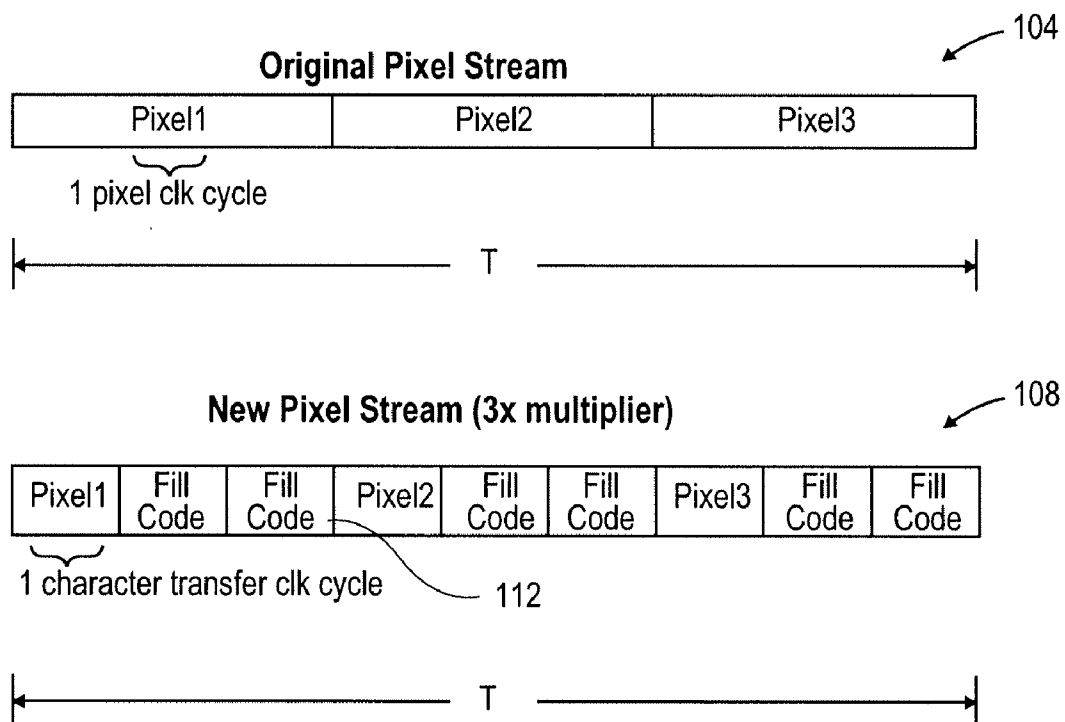 104
Original Pixel Stream
Pixel1 Pixel2 Pixel3
1 pixel clk cycle
T
108
New Pixel Stream (3x multiplier)
Pixel1 Fill Code Fill Code Pixel2 Fill Code Fill Code Pixel3 Fill Code Fill Code
1 character transfer clk cycle
112
T